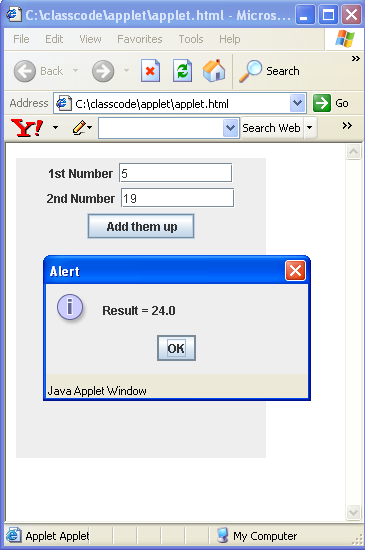 C:\classcode\applet\applet.html - Micros...
File Edit View Favorites Tools Help
Back Search
Address C:\classcode\applet\applet.html Go
Y! Search Web
1st Number 5
2nd Number 19
Add them up
Alert
Result = 24.0
OK
Java Applet Window
Applet Applet My Computer